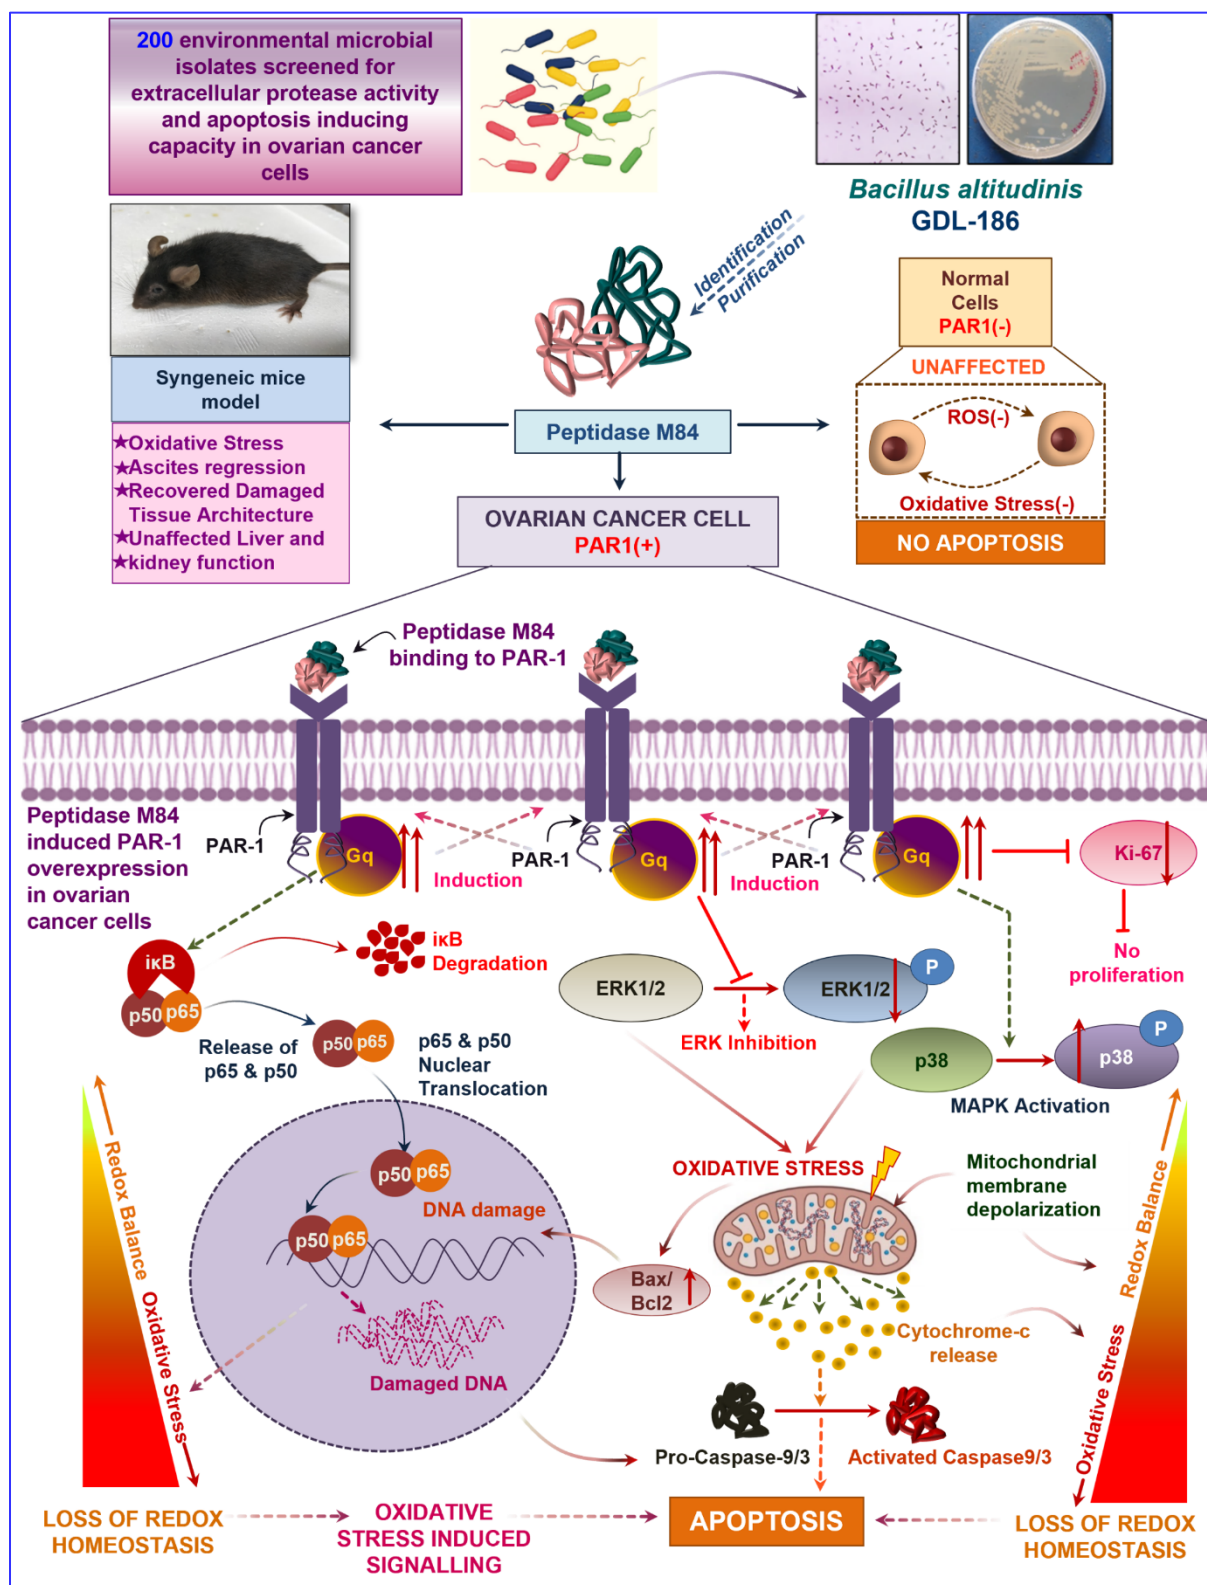 200 environmental microbial
isolates screened for
extracellular protease activity
and apoptosis inducing
capacity in ovarian cancer
cells
Bacillus altitudinis
GDL-186
Identification
Purification
Syngeneic mice
model
★Oxidative Stress
★Ascites regression
★Recovered Damaged
Tissue Architecture
★Unaffected Liver and
★kidney function
Peptidase M84
Normal
Cells
PAR1(-)
UNAFFECTED
ROS(-)
Oxidative Stress(-)
NO APOPTOSIS
OVARIAN CANCER CELL
PAR1(+)
Peptidase M84
binding to PAR-1
Peptidase M84
induced PAR-1
overexpression
in ovarian
cancer cells
PAR-1
Gq
Induction
PAR-1
Gq
Induction
PAR-1
Gq
Ki-67
No
proliferation
iκB
p50
p65
iκB
Degradation
Release of
p65 & p50
p50
p65
p65 & p50
Nuclear
Translocation
ERK1/2
ERK1/2
P
ERK Inhibition
p38
p38
P
MAPK Activation
Redox Balance
Oxidative Stress
p50
p65
DNA damage
p50
p65
Damaged DNA
OXIDATIVE STRESS
Bax/
Bcl2
Mitochondrial
membrane
depolarization
Cytochrome-c
release
Redox Balance
Oxidative Stress
Pro-Caspase-9/3
Activated Caspase9/3
LOSS OF REDOX
HOMEOSTASIS
OXIDATIVE
STRESS INDUCED
SIGNALLING
APOPTOSIS
LOSS OF REDOX
HOMEOSTASIS